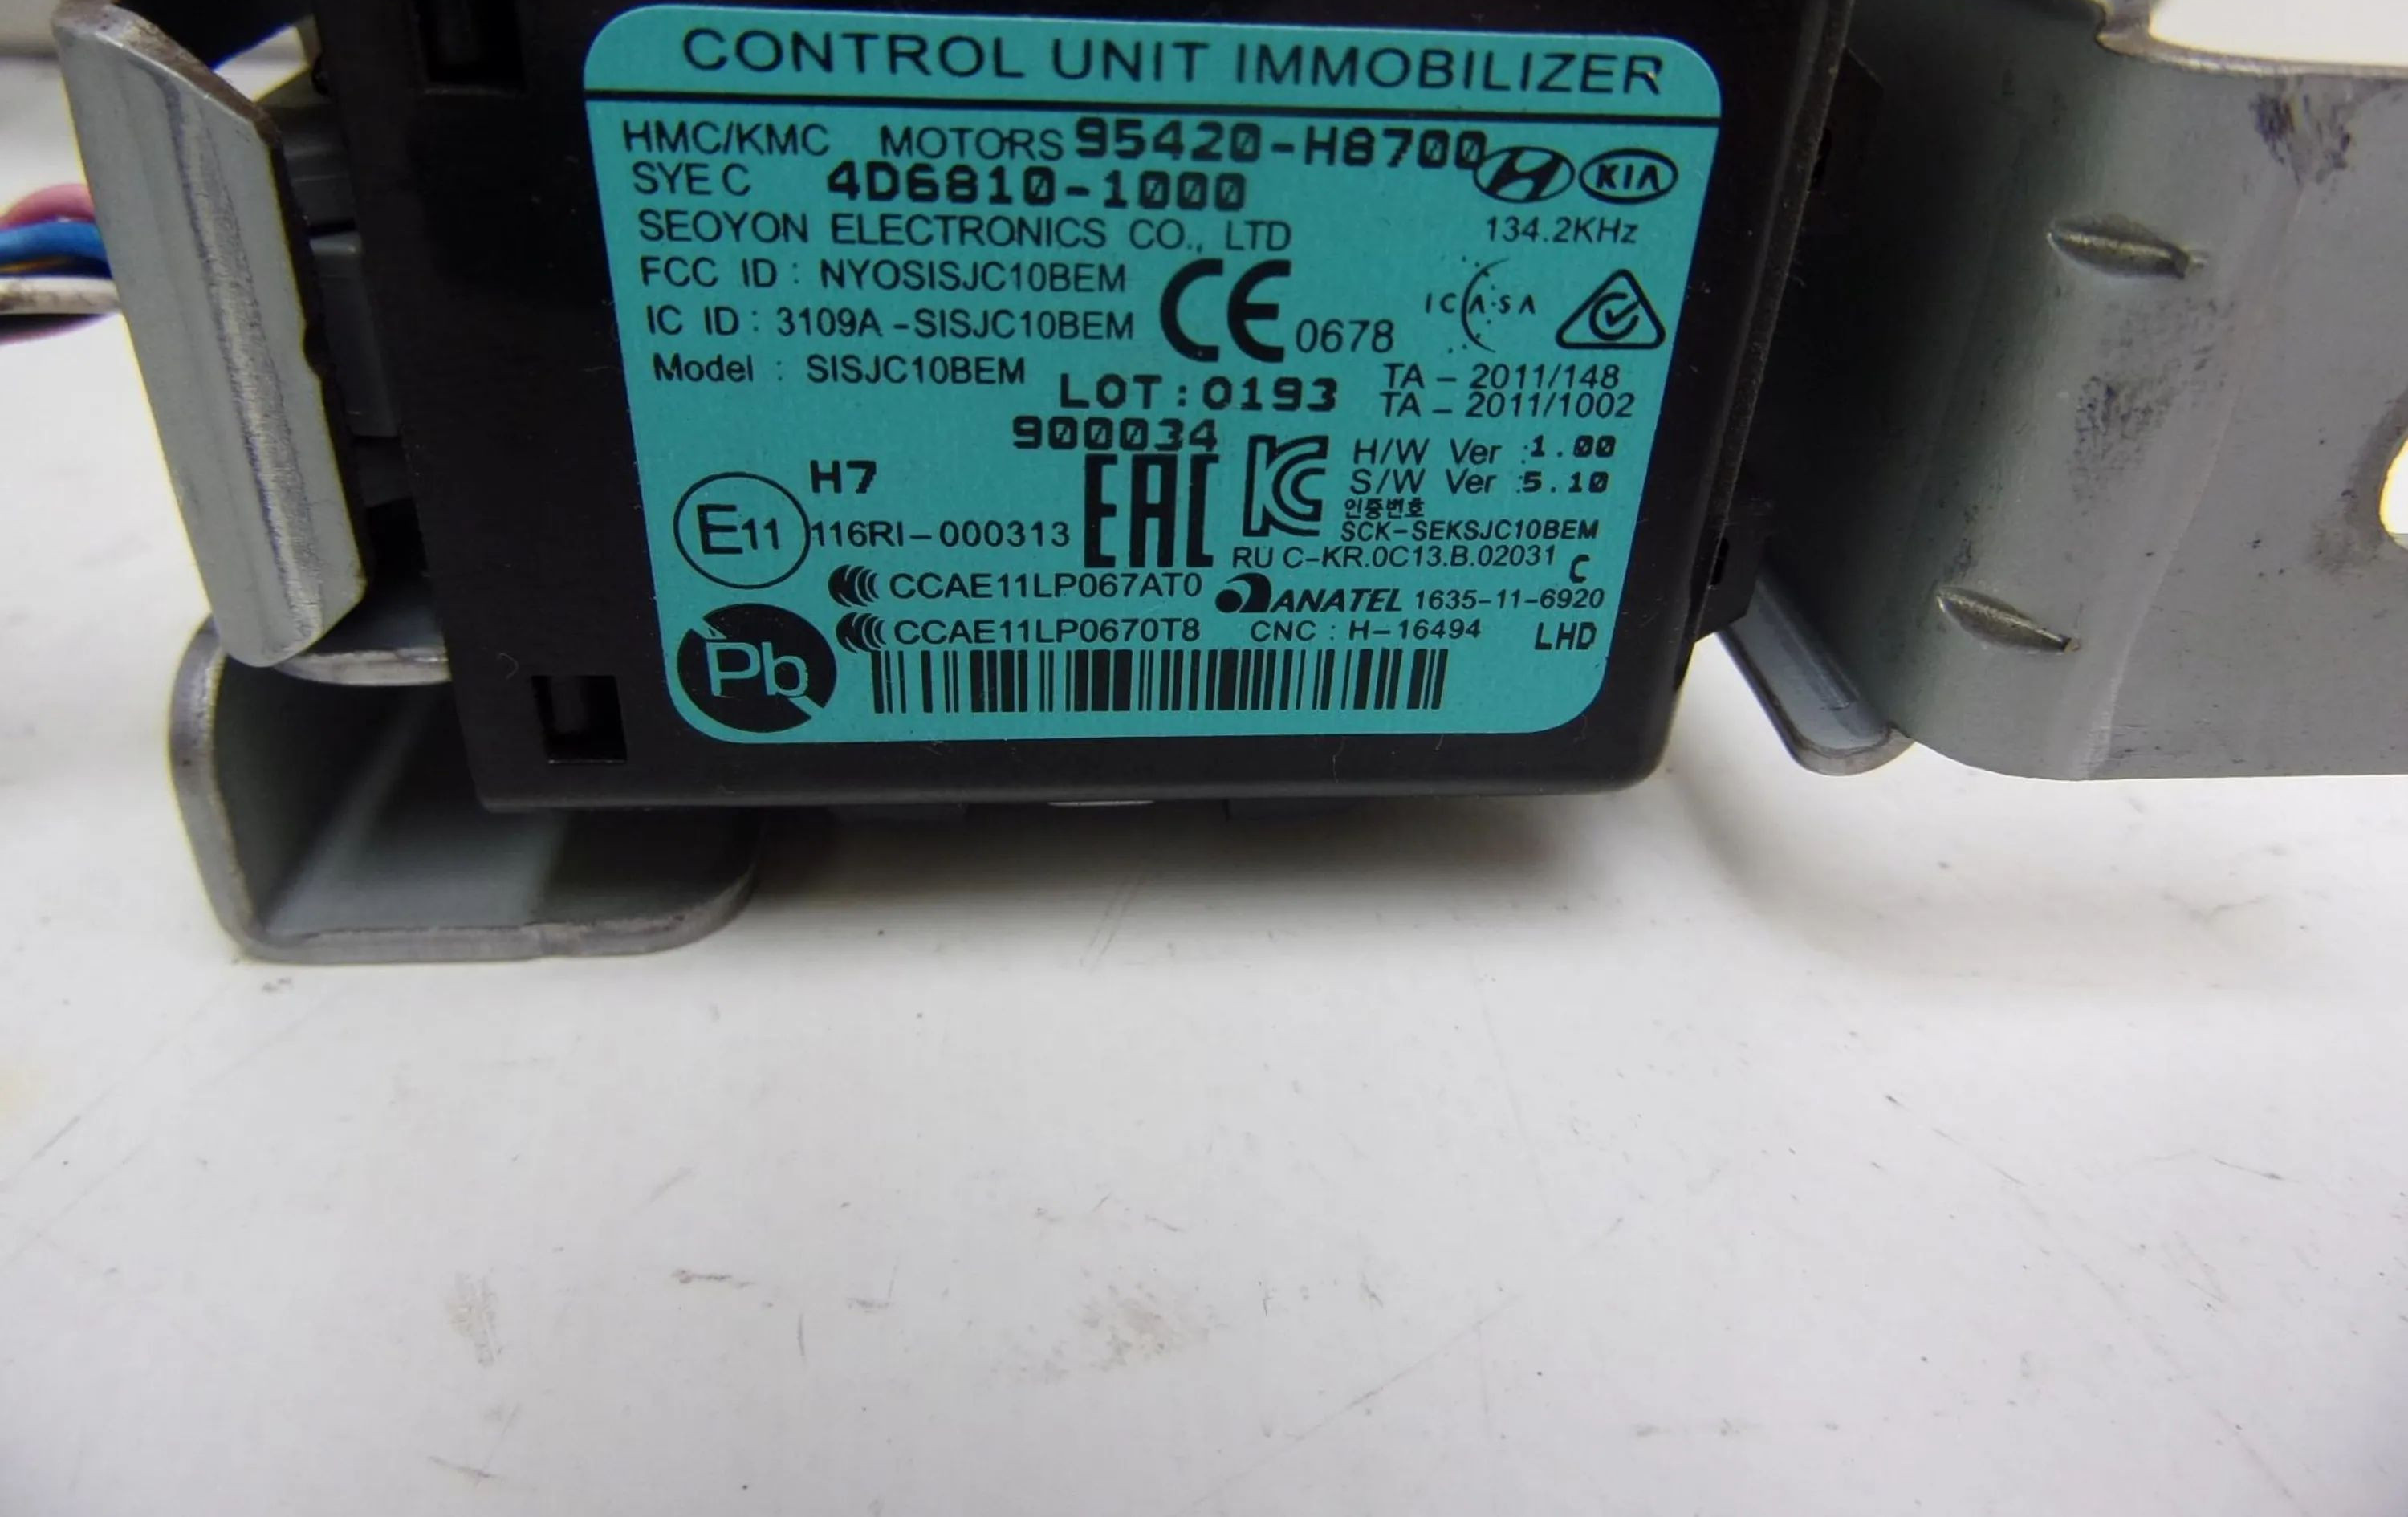 CONTROL UNIT IMMOBILIZER
HMC/KMC MOTORS 95420-H8700
KIA
SYE C 4D6810-1000
SEOYON ELECTRONICS CO., LTD 134.2KHz
FCC ID : NYOSISJC10BEM
IC ID : 3109A -SISJC10BEM CE 0678 ICASA
Model : SISJC10BEM
TA - 2011/148
LOT:0193 TA - 2011/1002
900034 H/W Ver :1.00
H7 EAC KC S/W Ver :5.10
인증번호
E11 116RI-000313 SCK-SEKSJC10BEM
RU C-KR.0C13.B.02031 C
CCAE11LP067AT0 ANATEL 1635-11-6920
Pb CCAE11LP0670T8 CNC : H-16494 LHD